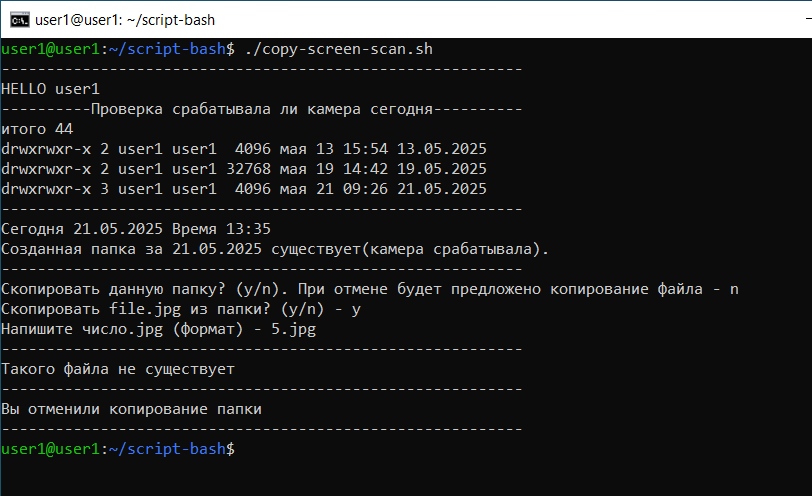 user1@user1: ~/script-bash
user1@user1:~/script-bash$ ./copy-screen-scan.sh
----------------------------------------------------------
HELLO user1
----------Проверка срабатывала ли камера сегодня----------
итого 44
drwxrwxr-x 2 user1 user1  4096 мая 13 15:54 13.05.2025
drwxrwxr-x 2 user1 user1 32768 мая 19 14:42 19.05.2025
drwxrwxr-x 3 user1 user1  4096 мая 21 09:26 21.05.2025
----------------------------------------------------------
Сегодня 21.05.2025 Время 13:35
Созданная папка за 21.05.2025 существует(камера срабатывала).
----------------------------------------------------------
Скопировать данную папку? (y/n). При отмене будет предложено копирование файла - n
Скопировать file.jpg из папки? (y/n) - y
Напишите число.jpg (формат) - 5.jpg
----------------------------------------------------------
Такого файла не существует
----------------------------------------------------------
Вы отменили копирование папки
----------------------------------------------------------
user1@user1:~/script-bash$